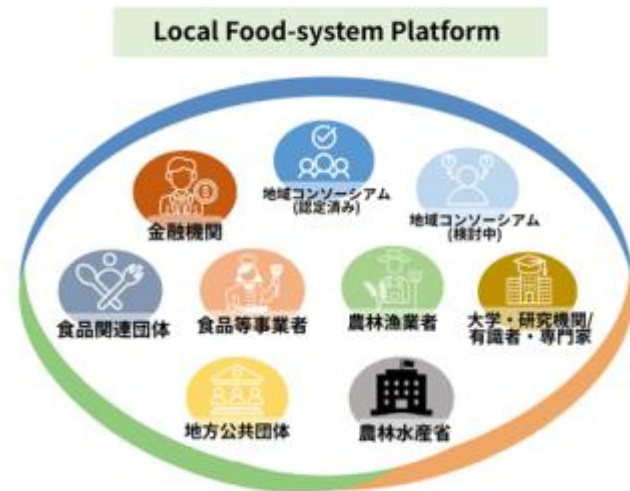 Local Food-system Platform
金融機関
地域コンソーシアム
(認定済み)
地域コンソーシアム
(検討中)
食品関連団体
食品等事業者
農林漁業者
大学・研究機関/
有識者・専門家
地方公共団体
農林水産省